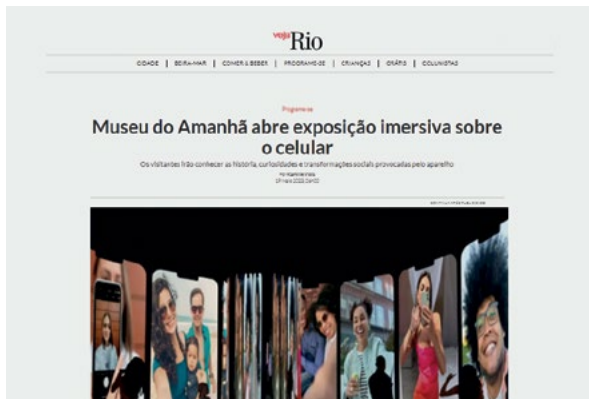 veja Rio
CIDADE | BEIRA-MAR | COMER & BEBER | PROGRAME-SE | CRIANÇAS | GRÁTIS | COLUNISTAS
Programe-se
Museu do Amanhã abre exposição imersiva sobre
o celular
Os visitantes irão conhecer as história, curiosidades e transformações sociais provocadas pelo aparelho
Por